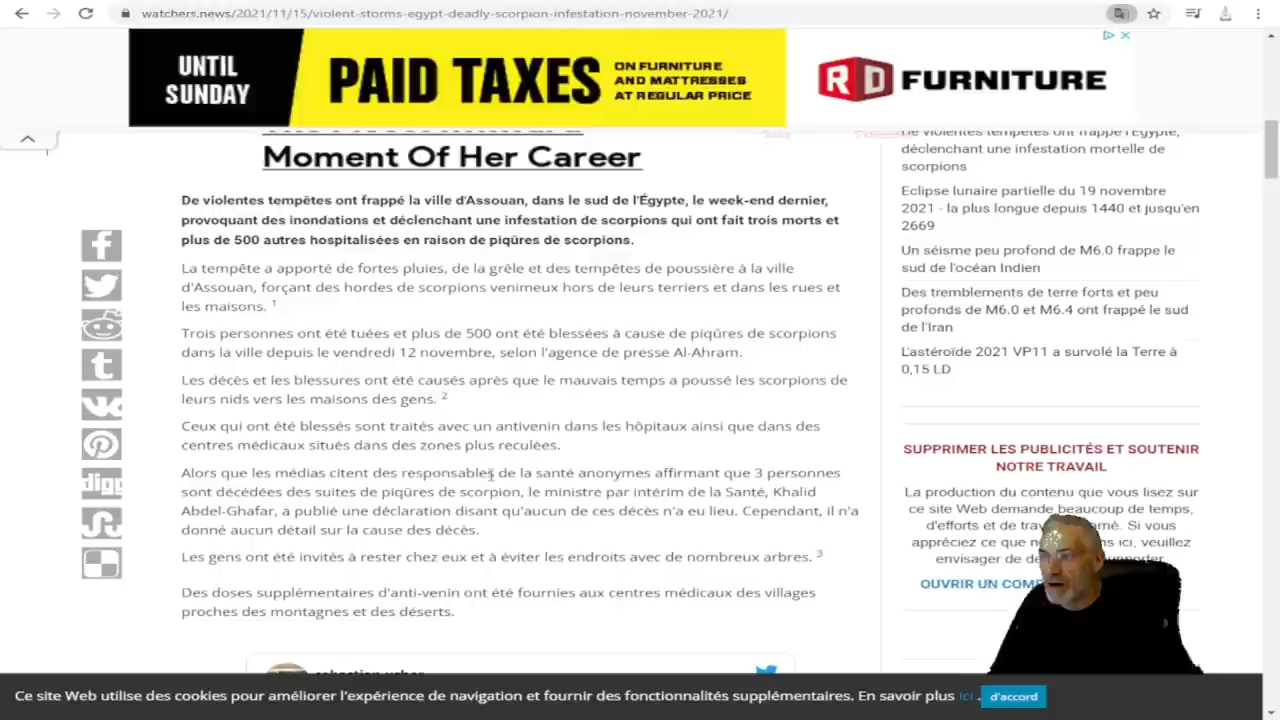 watchers.news/2021/11/15/violent-storms-egypt-deadly-scorpion-infestation-november-2021/
UNTIL
SUNDAY
PAID TAXES
ON FURNITURE
AND MATTRESSES
AT REGULAR PRICE
RD FURNITURE
Moment Of Her Career
De violentes tempêtes ont frappé la ville d'Assouan, dans le sud de l'Égypte, le week-end dernier,
provoquant des inondations et déclenchant une infestation de scorpions qui ont fait trois morts et
plus de 500 autres hospitalisées en raison de piqûres de scorpions.
La tempête a apporté de fortes pluies, de la grêle et des tempêtes de poussière à la ville
d'Assouan, forçant des hordes de scorpions venimeux hors de leurs terriers et dans les rues et
les maisons. 1
Trois personnes ont été tuées et plus de 500 ont été blessées à cause de piqûres de scorpions
dans la ville depuis le vendredi 12 novembre, selon l'agence de presse Al-Ahram.
Les décès et les blessures ont été causés après que le mauvais temps a poussé les scorpions de
leurs nids vers les maisons des gens. 2
Ceux qui ont été blessés sont traités avec un antivenin dans les hôpitaux ainsi que dans des
centres médicaux situés dans des zones plus reculées.
Alors que les médias citent des responsables de la santé anonymes affirmant que 3 personnes
sont décédées des suites de piqûres de scorpion, le ministre par intérim de la Santé, Khalid
Abdel-Ghafar, a publié une déclaration disant qu'aucun de ces décès n'a eu lieu. Cependant, il n'a
donné aucun détail sur la cause des décès.
Les gens ont été invités à rester chez eux et à éviter les endroits avec de nombreux arbres. 3
Des doses supplémentaires d'anti-venin ont été fournies aux centres médicaux des villages
proches des montagnes et des déserts.
De violentes tempêtes ont frappé l'Égypte,
déclenchant une infestation mortelle de
scorpions
Eclipse lunaire partielle du 19 novembre
2021 - la plus longue depuis 1440 et jusqu'en
2669
Un séisme peu profond de M6.0 frappe le
sud de l'océan Indien
Des tremblements de terre forts et peu
profonds de M6.0 et M6.4 ont frappé le sud
de l'Iran
L'astéroïde 2021 VP11 a survolé la Terre à
0,15 LD
SUPPRIMER LES PUBLICITÉS ET SOUTENIR
NOTRE TRAVAIL
La production du contenu que vous lisez sur
ce site Web demande beaucoup de temps,
d'efforts et de Si vous
appréciez ce que ici, veuillez
envisager de
OUVRIR UN
digg
Ce site Web utilise des cookies pour améliorer l'expérience de navigation et fournir des fonctionnalités supplémentaires. En savoir plus ici .
d'accord